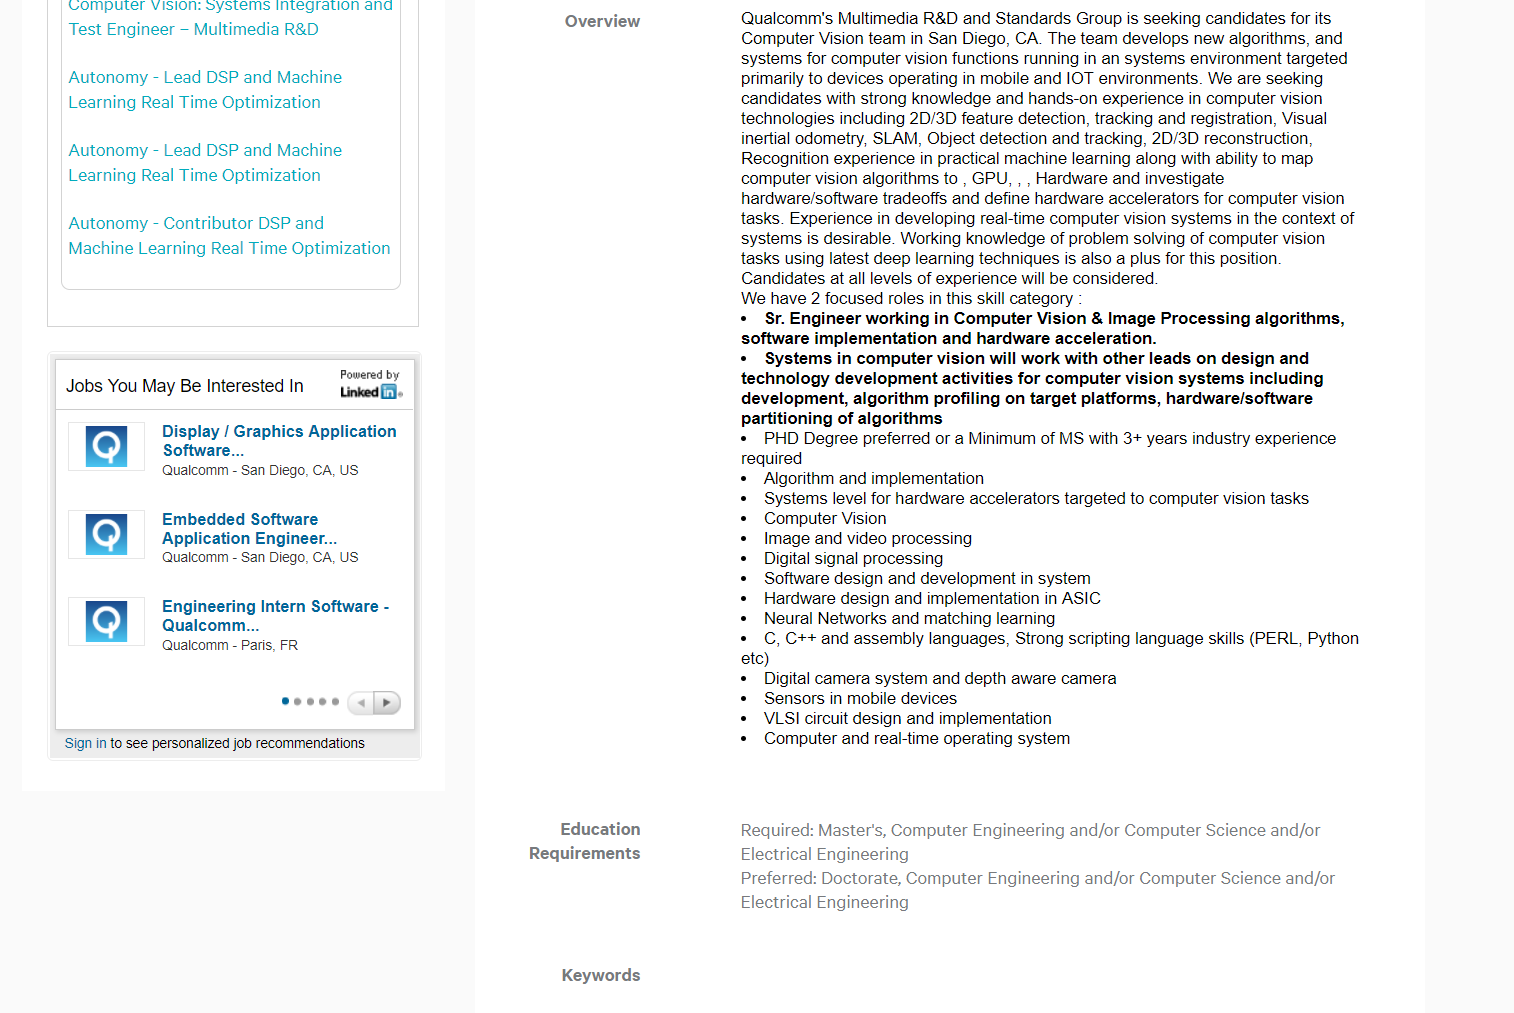 Computer Vision: Systems Integration and
Test Engineer – Multimedia R&D
Autonomy - Lead DSP and Machine
Learning Real Time Optimization
Autonomy - Lead DSP and Machine
Learning Real Time Optimization
Autonomy - Contributor DSP and
Machine Learning Real Time Optimization
Jobs You May Be Interested In
Powered by
Linked in
Display / Graphics Application
Software...
Qualcomm - San Diego, CA, US
Embedded Software
Application Engineer...
Qualcomm - San Diego, CA, US
Engineering Intern Software -
Qualcomm...
Qualcomm - Paris, FR
Sign in to see personalized job recommendations
Overview
Qualcomm's Multimedia R&D and Standards Group is seeking candidates for its
Computer Vision team in San Diego, CA. The team develops new algorithms, and
systems for computer vision functions running in an systems environment targeted
primarily to devices operating in mobile and IOT environments. We are seeking
candidates with strong knowledge and hands-on experience in computer vision
technologies including 2D/3D feature detection, tracking and registration, Visual
inertial odometry, SLAM, Object detection and tracking, 2D/3D reconstruction,
Recognition experience in practical machine learning along with ability to map
computer vision algorithms to , GPU, , , Hardware and investigate
hardware/software tradeoffs and define hardware accelerators for computer vision
tasks. Experience in developing real-time computer vision systems in the context of
systems is desirable. Working knowledge of problem solving of computer vision
tasks using latest deep learning techniques is also a plus for this position.
Candidates at all levels of experience will be considered.
We have 2 focused roles in this skill category :
• Sr. Engineer working in Computer Vision & Image Processing algorithms,
software implementation and hardware acceleration.
• Systems in computer vision will work with other leads on design and
technology development activities for computer vision systems including
development, algorithm profiling on target platforms, hardware/software
partitioning of algorithms
• PHD Degree preferred or a Minimum of MS with 3+ years industry experience
required
• Algorithm and implementation
• Systems level for hardware accelerators targeted to computer vision tasks
• Computer Vision
• Image and video processing
• Digital signal processing
• Software design and development in system
• Hardware design and implementation in ASIC
• Neural Networks and matching learning
• C, C++ and assembly languages, Strong scripting language skills (PERL, Python
etc)
• Digital camera system and depth aware camera
• Sensors in mobile devices
• VLSI circuit design and implementation
• Computer and real-time operating system
Education
Requirements
Required: Master's, Computer Engineering and/or Computer Science and/or
Electrical Engineering
Preferred: Doctorate, Computer Engineering and/or Computer Science and/or
Electrical Engineering
Keywords